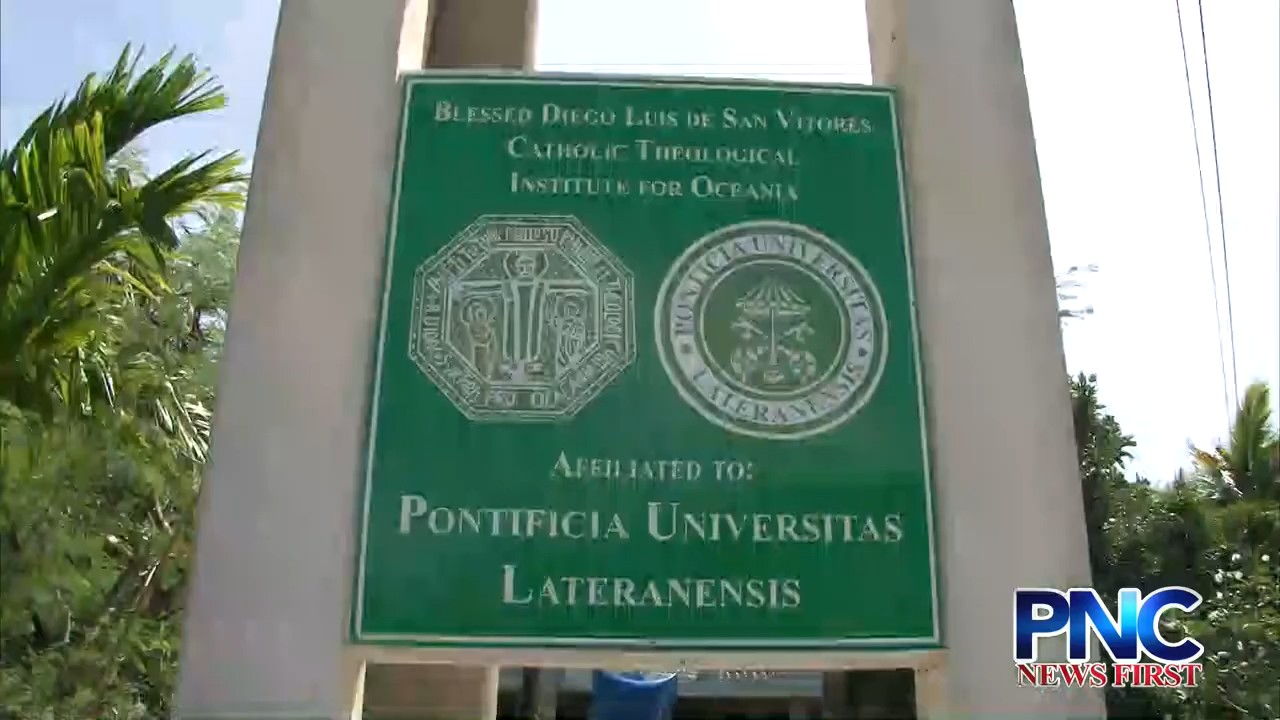 BLESSED DIEGO LUIS DE SAN VITORES
CATHOLIC THEOLOGICAL
INSTITUTE FOR OCEANIA
PONTIFICIA UNIVERSITAS
LATERANENSIS
AFFILIATED TO:
PONTIFICIA UNIVERSITAS
LATERANENSIS
PNC
NEWS FIRST